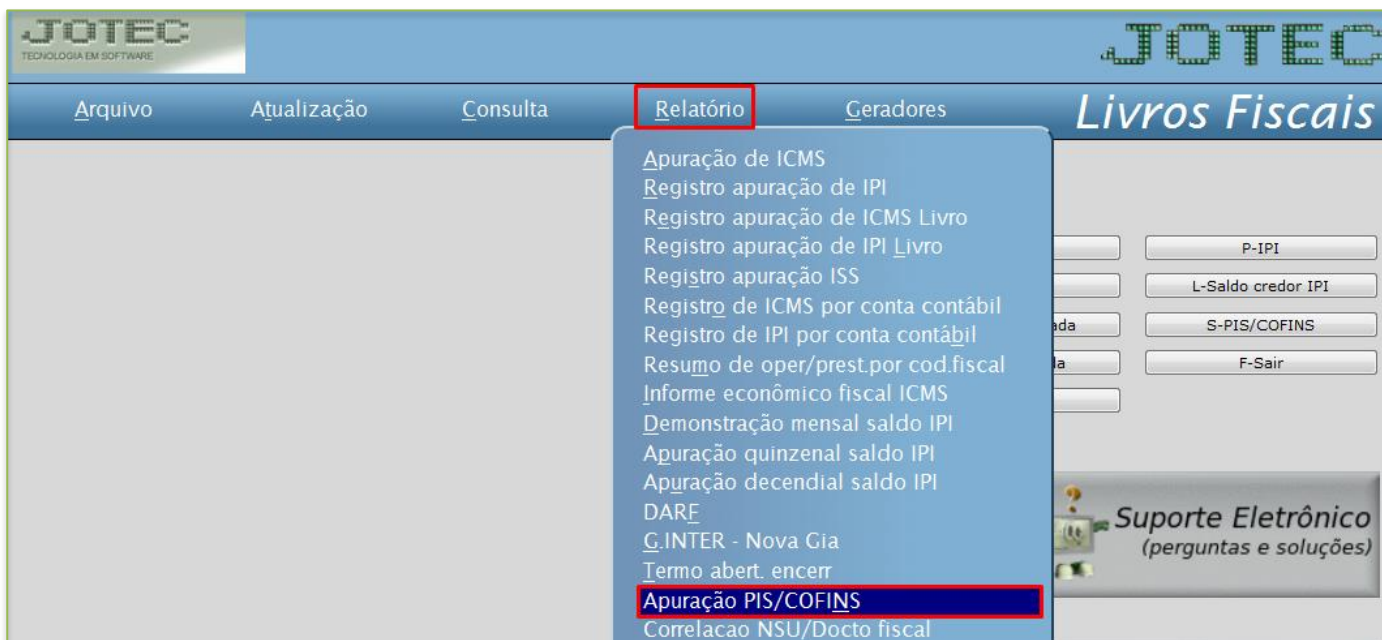 JOTEC
TECNOLOGIA EM SOFTWARE
JOTEC
Arquivo Atualização Consulta Relatório Geradores Livros Fiscais
Apuração de ICMS
Registro apuração de IPI
Registro apuração de ICMS Livro
Registro apuração de IPI Livro
P-IPI
Registro apuração ISS
L-Saldo credor IPI
Registro de ICMS por conta contábil
Registro de IPI por conta contábil
ada S-PIS/COFINS
Resumo de oper/prest.por cod.fiscal
la F-Sair
Informe econômico fiscal ICMS
Demonstração mensal saldo IPI
Apuração quinzenal saldo IPI
Apuração decendial saldo IPI
DARF
Suporte Eletrônico
G.INTER - Nova Gia
(perguntas e soluções)
Termo abert. encerr
Apuração PIS/COFINS
Correlacao NSU/Docto fiscal